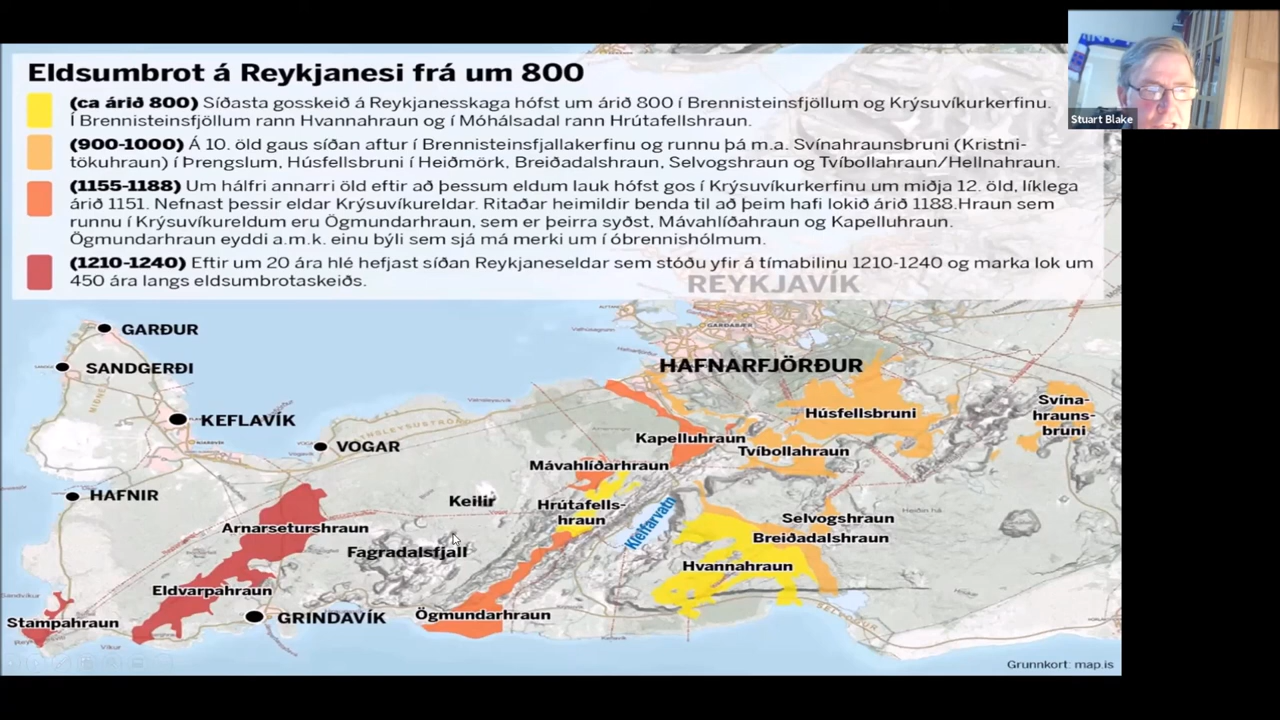 Eldsumbrot á Reykjanesi frá um 800
(ca árið 800) Síðasta gosskeið á Reykjanesskaga hófst um árið 800 í Brennisteinsfjöllum og Krýsuvíkurkerfinu.
Í Brennisteinsfjöllum rann Hvannahraun og í Móhálsadal rann Hrútafellshraun.
(900-1000) Á 10. öld gaus síðan aftur í Brennisteinsfjallakerfinu og runnu þá m.a. Svínahraunsbruni (Kristni-
tökuhraun) í Þrengslum, Húsfellsbruni í Heiðmörk, Breiðadalshraun, Selvogshraun og Tvíbollahraun/Hellnahraun.
(1155-1188) Um hálfri annarri öld eftir að þessum eldum lauk hófst gos í Krýsuvíkurkerfinu um miðja 12. öld, líklega
árið 1151. Nefnast þessir eldar Krýsuvíkureldar. Ritaðar heimildir benda til að þeim hafi lokið árið 1188.Hraun sem
runnu í Krýsuvíkureldum eru Ögmundarhraun, sem er þeirra syðst, Mávahlíðahraun og Kapelluhraun.
Ögmundarhraun eyddi a.m.k. einu býli sem sjá má merki um í óbrennishólmum.
(1210-1240) Eftir um 20 ára hlé hefjast síðan Reykjaneseldar sem stóðu yfir á tímabilinu 1210-1240 og marka lok um
450 ára langs eldsumbrotaskeiðs.
Stuart Blake
REYKJAVÍK
GARÐABÆR
GARÐUR
SANDGERÐI
HAFNARFJÖRÐUR
KEFLAVÍK
VOGAR
HAFNIR
Húsfellsbruni
Svína-
hrauns-
bruni
Kapelluhraun
Tvíbollahraun
Mávahlíðarhraun
Keilir
Hrútafells-
hraun
Kleifarvatn
Selvogshraun
Breiðadalshraun
Arnarseturshraun
Fagradalsfjall
Hvannahraun
Eldvarpahraun
Stampahraun
GRINDAVÍK
Ögmundarhraun
Grunnkort: map.is